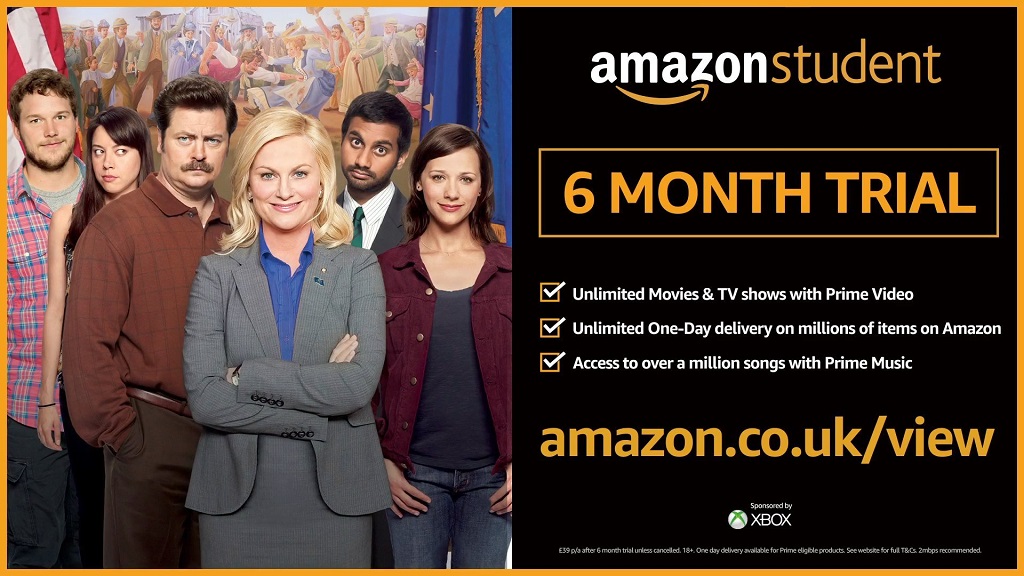 amazonstudent
6 MONTH TRIAL
Unlimited Movies & TV shows with Prime Video
Unlimited One-Day delivery on millions of items on Amazon
Access to over a million songs with Prime Music
amazon.co.uk/view
Sponsored by
XBOX
£39 p/a after 6 month trial unless cancelled. 18+. One day delivery available for Prime eligible products. See website for full T&Cs. 2mbps recommended.